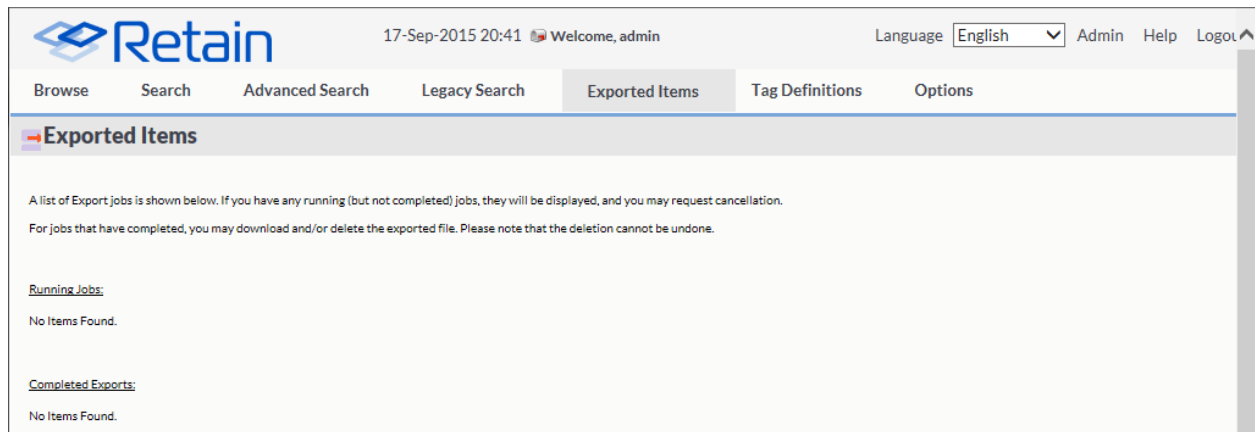 Retain
17-Sep-2015 20:41 Welcome, admin Language English Admin Help
Browse Search Advanced Search Legacy Search Exported Items Tag Definitions Options
Exported Items
A list of Export jobs is shown below. If you have any running (but not completed) jobs, they will be displayed, and you may request cancellation.
For jobs that have completed, you may download and/or delete the exported file. Please note that the deletion cannot be undone.
Running Jobs:
No Items Found.
Completed Exports:
No Items Found.